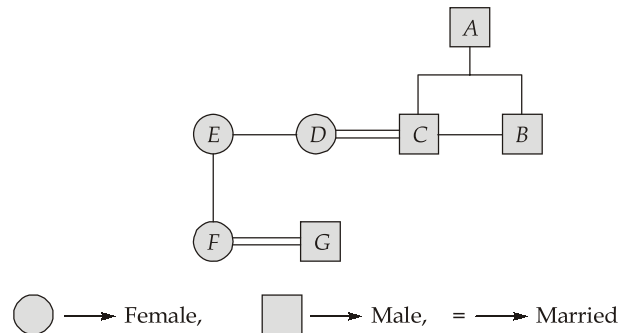 A
E D C B
F G
Female, Male, = Married